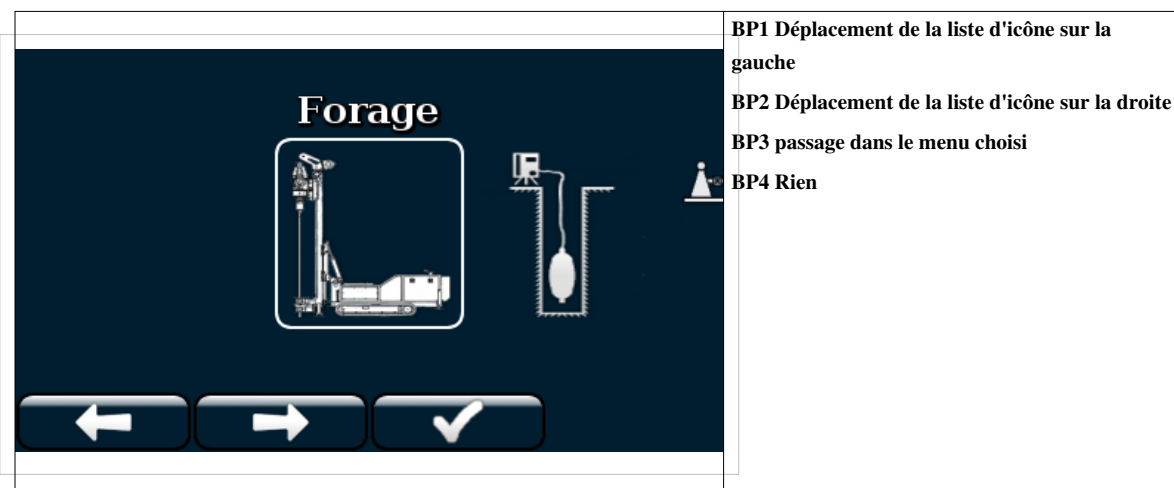 Forage
BP1 Déplacement de la liste d'icône sur la
gauche
BP2 Déplacement de la liste d'icône sur la droite
BP3 passage dans le menu choisi
BP4 Rien